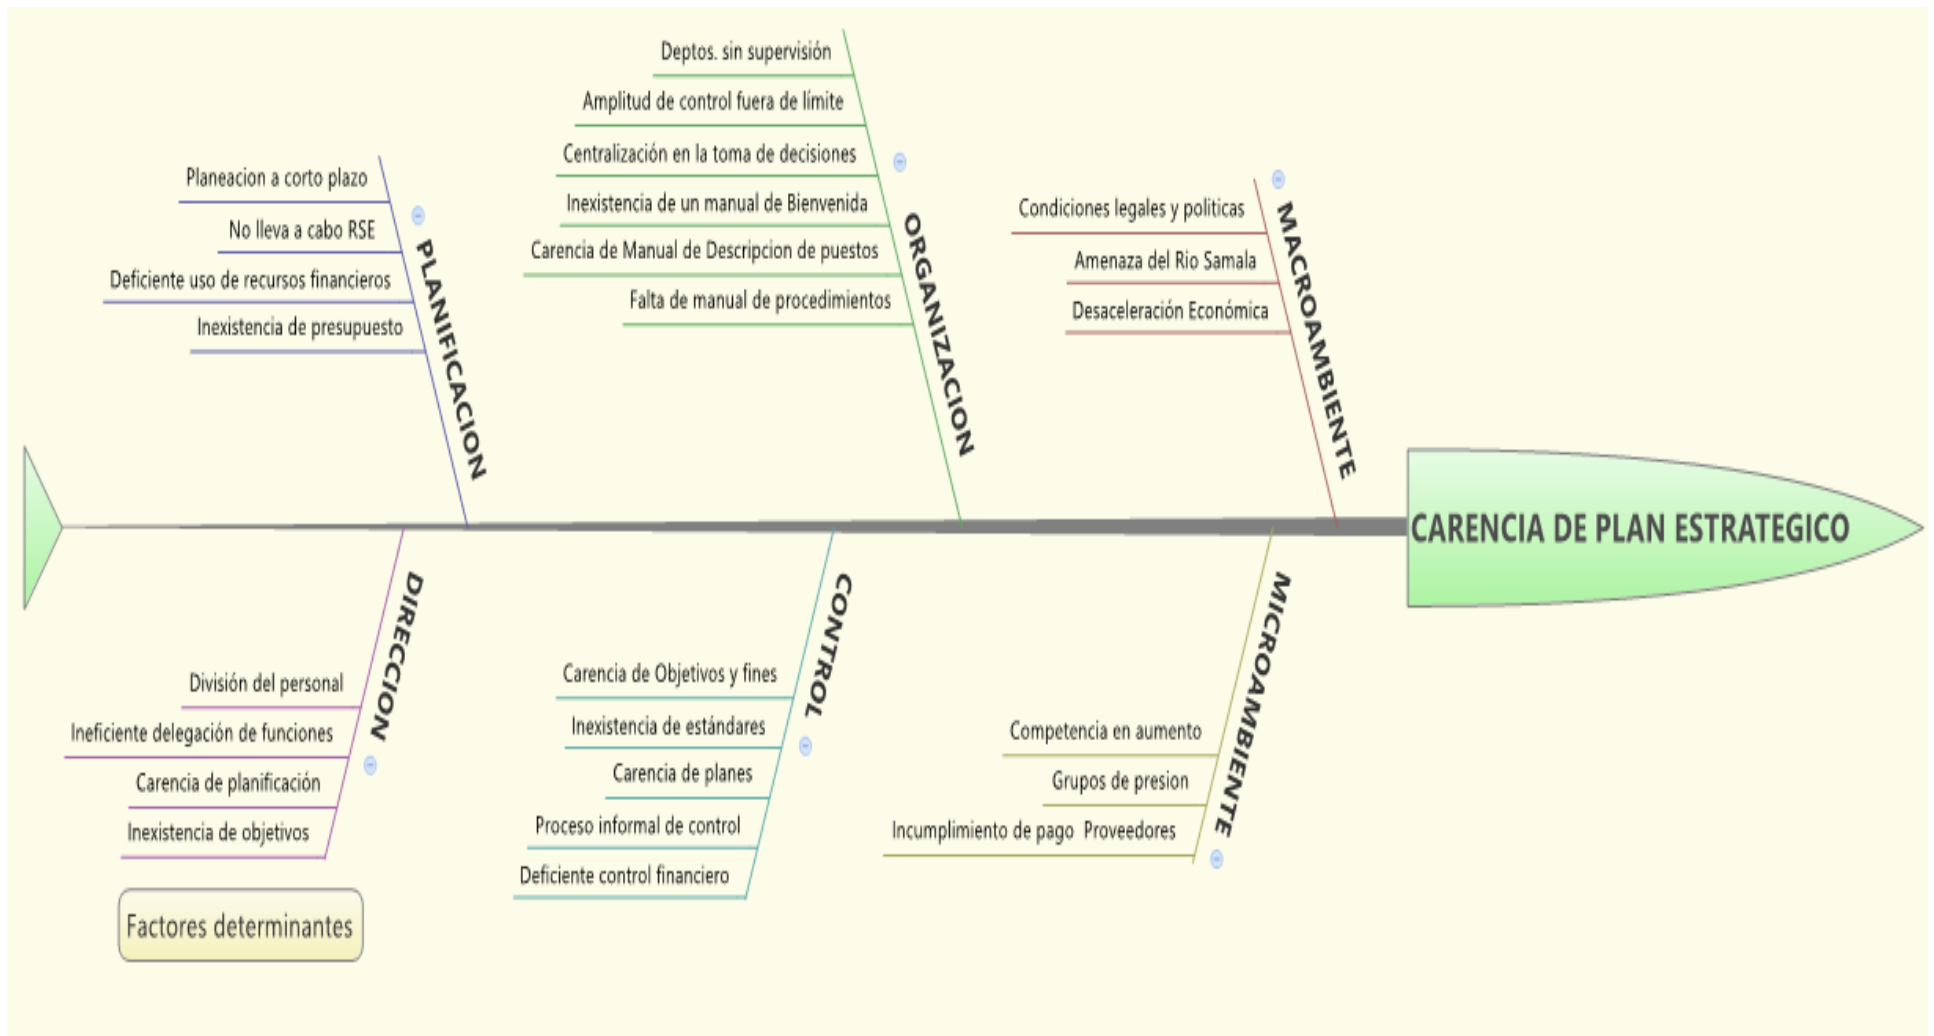 Planeacion a corto plazo
No lleva a cabo RSE
Deficiente uso de recursos financieros
Inexistencia de presupuesto
PLANIFICACION
Deptos. sin supervisión
Amplitud de control fuera de límite
Centralización en la toma de decisiones
Inexistencia de un manual de Bienvenida
Carencia de Manual de Descripcion de puestos
Falta de manual de procedimientos
ORGANIZACION
Condiciones legales y politicas
Amenaza del Rio Samala
Desaceleración Económica
MACROAMBIENTE
CARENCIA DE PLAN ESTRATEGICO
DIRECCION
División del personal
Ineficiente delegación de funciones
Carencia de planificación
Inexistencia de objetivos
CONTROL
Carencia de Objetivos y fines
Inexistencia de estándares
Carencia de planes
Proceso informal de control
Deficiente control financiero
MICROAMBIENTE
Competencia en aumento
Grupos de presion
Incumplimiento de pago  Proveedores
Factores determinantes